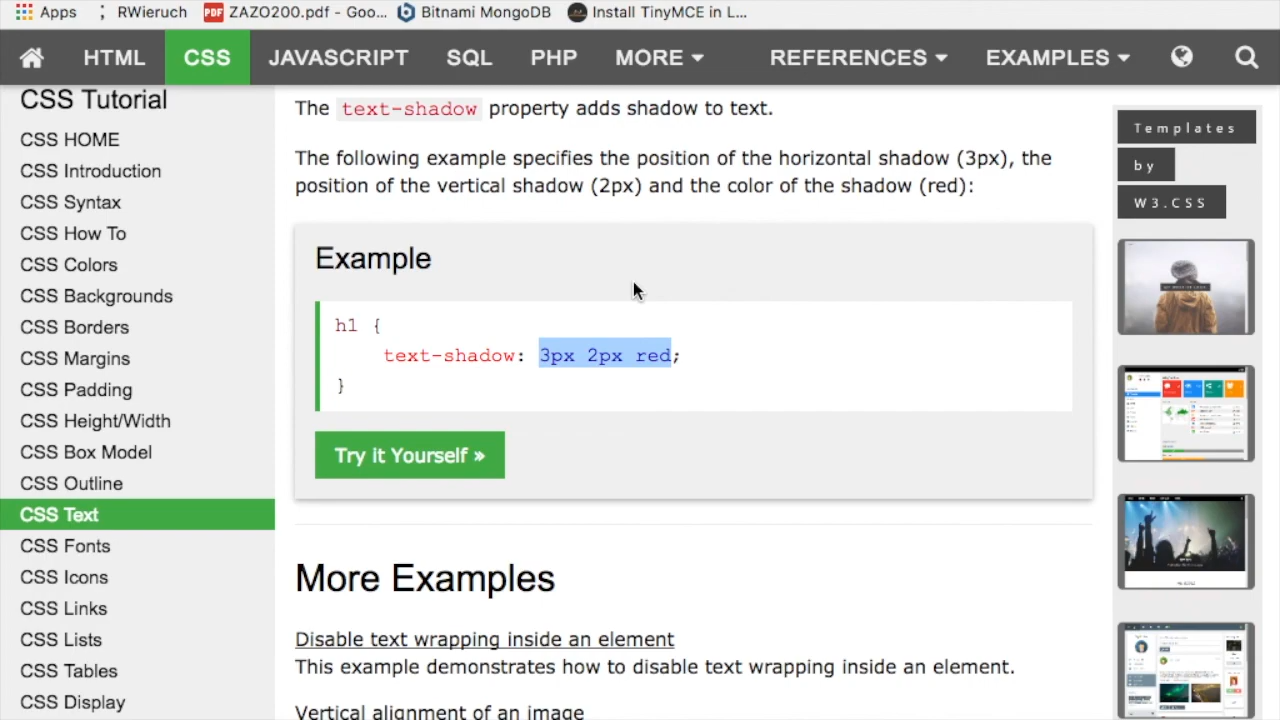 Apps
RWieruch
PDF ZAZO200.pdf - Goo...
Bitnami MongoDB
Install TinyMCE in L...
HTML
CSS
JAVASCRIPT
SQL
PHP
MORE
REFERENCES
EXAMPLES
CSS Tutorial
CSS HOME
CSS Introduction
CSS Syntax
CSS How To
CSS Colors
CSS Backgrounds
CSS Borders
CSS Margins
CSS Padding
CSS Height/Width
CSS Box Model
CSS Outline
CSS Text
CSS Fonts
CSS Icons
CSS Links
CSS Lists
CSS Tables
CSS Display
The text-shadow property adds shadow to text.
The following example specifies the position of the horizontal shadow (3px), the
position of the vertical shadow (2px) and the color of the shadow (red):
Example
h1 {
text-shadow: 3px 2px red;
}
Try it Yourself »
More Examples
Disable text wrapping inside an element
This example demonstrates how to disable text wrapping inside an element.
Vertical alignment of an image
Templates
by
W3.CSS